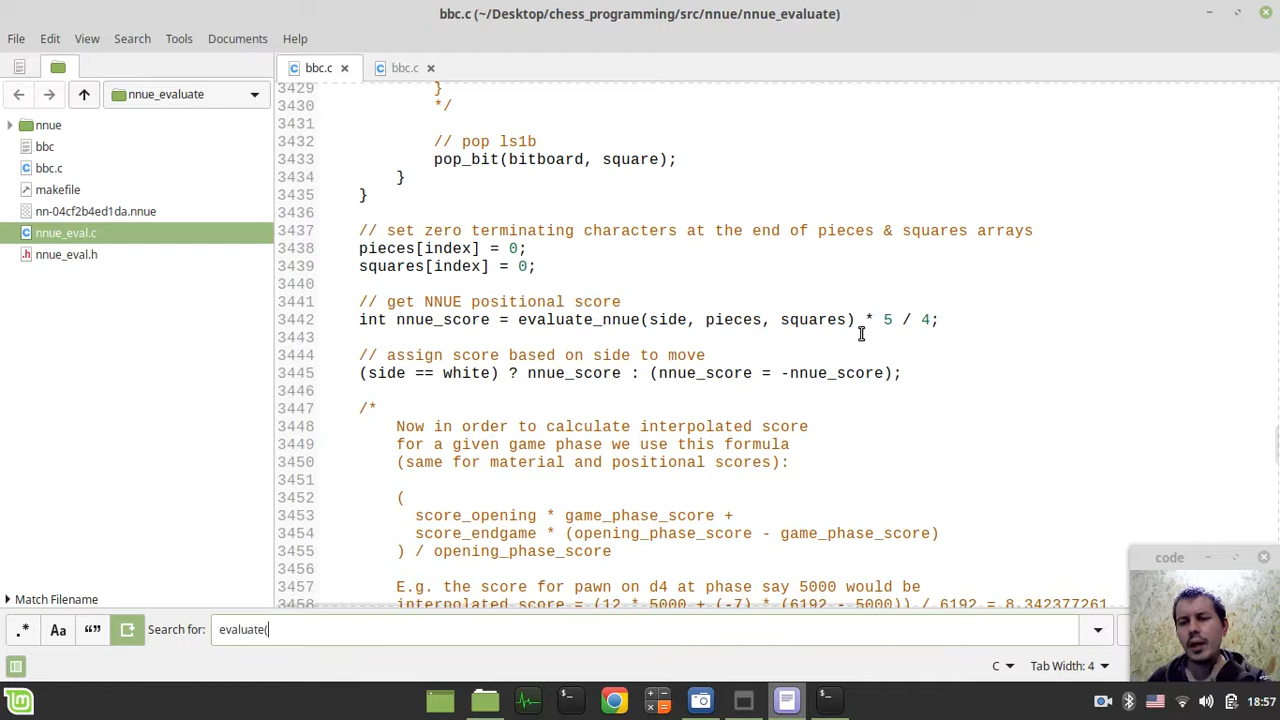 bbc.c (~/Desktop/chess_programming/src/nnue/nnue_evaluate)
File Edit View Search Tools Documents Help
nnue_evaluate
nnue
bbc
bbc.c
makefile
nn-04cf2b4ed1da.nnue
nnue_eval.c
nnue_eval.h
Match Filename
bbc.c bbc.c
3429 }
3430 */
3431
3432 // pop ls1b
3433 pop_bit(bitboard, square);
3434 }
3435 }
3436
3437 // set zero terminating characters at the end of pieces & squares arrays
3438 pieces[index] = 0;
3439 squares[index] = 0;
3440
3441 // get NNUE positional score
3442 int nnue_score = evaluate_nnue(side, pieces, squares) * 5 / 4;
3443
3444 // assign score based on side to move
3445 (side == white) ? nnue_score : (nnue_score = -nnue_score);
3446
3447 /*
3448 Now in order to calculate interpolated score
3449 for a given game phase we use this formula
3450 (same for material and positional scores):
3451
3452 (
3453 score_opening * game_phase_score +
3454 score_endgame * (opening_phase_score - game_phase_score)
3455 ) / opening_phase_score
3456
3457 E.g. the score for pawn on d4 at phase say 5000 would be
3458 interpolated_score = (12 * 5000 + (-7) * (6192 - 5000)) / 6192 = 8.342377261
code
.* Aa “” Search for: evaluate(
C Tab Width: 4
18:57